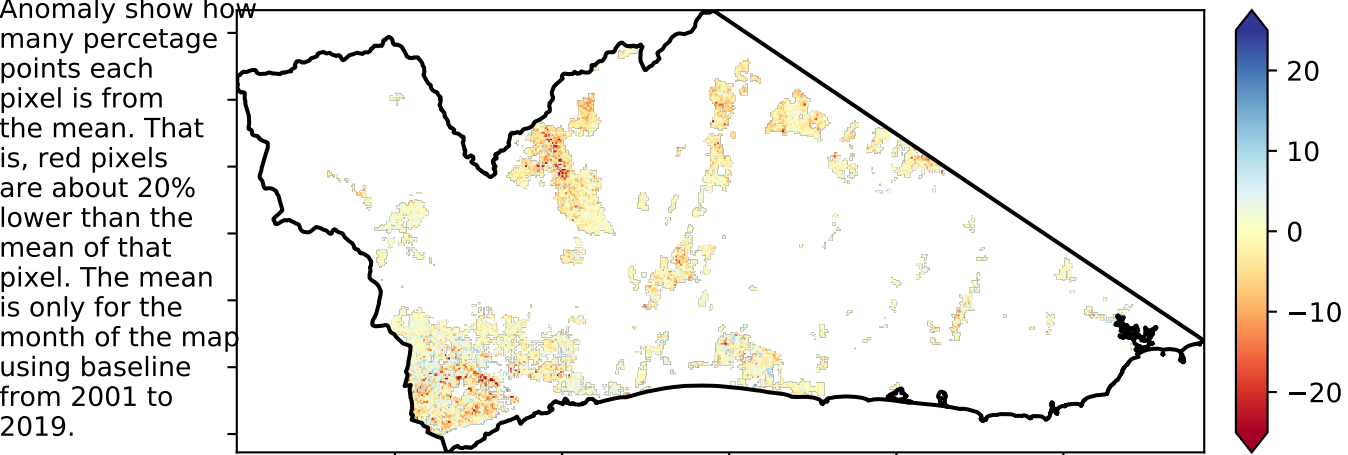 Anomaly show how
many percetage
points each
pixel is from
the mean. That
is, red pixels
are about 20%
lower than the
mean of that
pixel. The mean
is only for the
month of the map
using baseline
from 2001 to
2019.
20
10
0
−10
−20